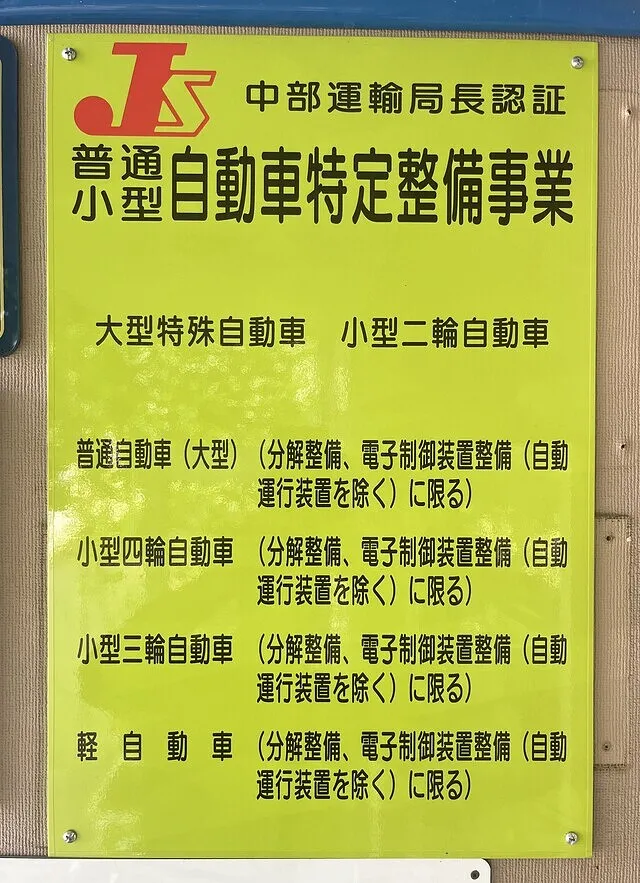 JS
中部運輸局長認証
普通
小型
自動車特定整備事業
大型特殊自動車 小型二輪自動車
普通自動車（大型）（分解整備、電子制御装置整備（自動
運行装置を除く）に限る）
小型四輪自動車 （分解整備、電子制御装置整備（自動
運行装置を除く）に限る）
小型三輪自動車 （分解整備、電子制御装置整備（自動
運行装置を除く）に限る）
軽自動車 （分解整備、電子制御装置整備（自動
運行装置を除く）に限る）